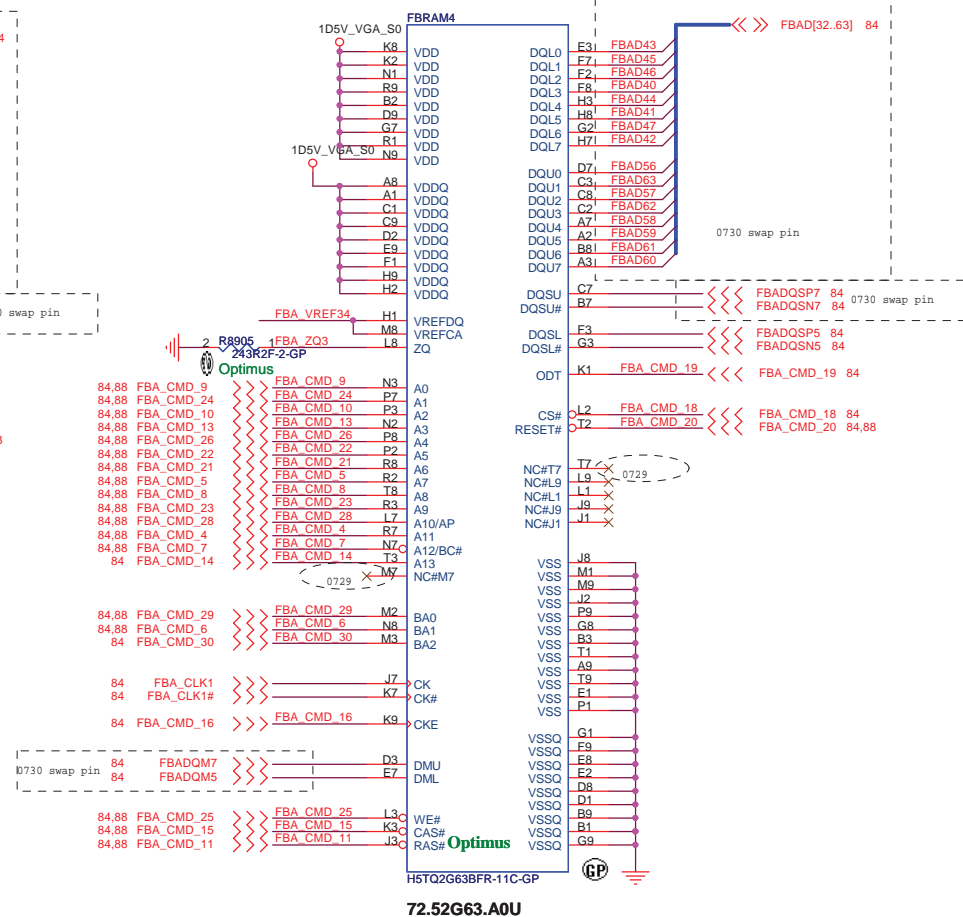 FBRAM4
1D5V_VGA_S0
FBAD[32..63] 84
4
K8 VDD DQL0 E3 FBAD43
K2 VDD DQL1 F7 FBAD45
N1 VDD DQL2 F2 FBAD46
R9 VDD DQL3 F8 FBAD40
B2 VDD DQL4 H3 FBAD44
D9 VDD DQL5 H8 FBAD41
G7 VDD DQL6 G2 FBAD47
R1 VDD DQL7 H7 FBAD42
1D5V_VGA_S0
N9 VDD
DQU0 D7 FBAD56
A8 VDDQ DQU1 C3 FBAD63
A1 VDDQ DQU2 C8 FBAD57
C1 VDDQ DQU3 C2 FBAD62
C9 VDDQ DQU4 A7 FBAD58
D2 VDDQ DQU5 A2 FBAD59
E9 VDDQ DQU6 B8 FBAD61
F1 VDDQ DQU7 A3 FBAD60
0730 swap pin
H9 VDDQ
H2 VDDQ DQSU C7 FBADQSP7 84
DQSU# B7 FBADQSN7 84
0730 swap pin
swap pin
FBA_VREF34 H1 VREFDQ
M8 VREFCA DQSL F3 FBADQSP5 84
2 R8905 1 FBA_ZQ3 L8 ZQ DQSL# G3 FBADQSN5 84
243R2F-2-GP
Optimus
ODT K1 FBA_CMD_19 FBA_CMD_19 84
84,88 FBA_CMD_9 FBA_CMD_9 N3 A0
84,88 FBA_CMD_24 FBA_CMD_24 P7 A1
84,88 FBA_CMD_10 FBA_CMD_10 P3 A2 CS# L2 FBA_CMD_18 FBA_CMD_18 84
84,88 FBA_CMD_13 FBA_CMD_13 N2 A3 RESET# T2 FBA_CMD_20 FBA_CMD_20 84,88
84,88 FBA_CMD_26 FBA_CMD_26 P8 A4
84,88 FBA_CMD_22 FBA_CMD_22 P2 A5
84,88 FBA_CMD_21 FBA_CMD_21 R8 A6 NC#T7 T7 0729
84,88 FBA_CMD_5 FBA_CMD_5 R2 A7 NC#L9 L9
84,88 FBA_CMD_8 FBA_CMD_8 T8 A8 NC#L1 L1
84,88 FBA_CMD_23 FBA_CMD_23 R3 A9 NC#J9 J9
84,88 FBA_CMD_28 FBA_CMD_28 L7 A10/AP NC#J1 J1
84,88 FBA_CMD_4 FBA_CMD_4 R7 A11
84,88 FBA_CMD_7 FBA_CMD_7 N7 A12/BC#
84 FBA_CMD_14 FBA_CMD_14 T3 A13 VSS J8
0729 M7 NC#M7 VSS M1
VSS M9
VSS J2
84,88 FBA_CMD_29 FBA_CMD_29 M2 BA0 VSS P9
84,88 FBA_CMD_6 FBA_CMD_6 N8 BA1 VSS G8
84 FBA_CMD_30 FBA_CMD_30 M3 BA2 VSS B3
VSS T1
VSS A9
84 FBA_CLK1 J7 CK VSS T9
84 FBA_CLK1# K7 CK# VSS E1
VSS P1
84 FBA_CMD_16 FBA_CMD_16 K9 CKE
VSSQ G1
VSSQ F9
0730 swap pin
84 FBADQM7 D3 DMU VSSQ E8
84 FBADQM5 E7 DML VSSQ E2
VSSQ D8
VSSQ D1
84,88 FBA_CMD_25 FBA_CMD_25 L3 WE# VSSQ B9
84,88 FBA_CMD_15 FBA_CMD_15 K3 CAS# VSSQ B1
84,88 FBA_CMD_11 FBA_CMD_11 J3 RAS# Optimus VSSQ G9
GP
H5TQ2G63BFR-11C-GP
72.52G63.A0U